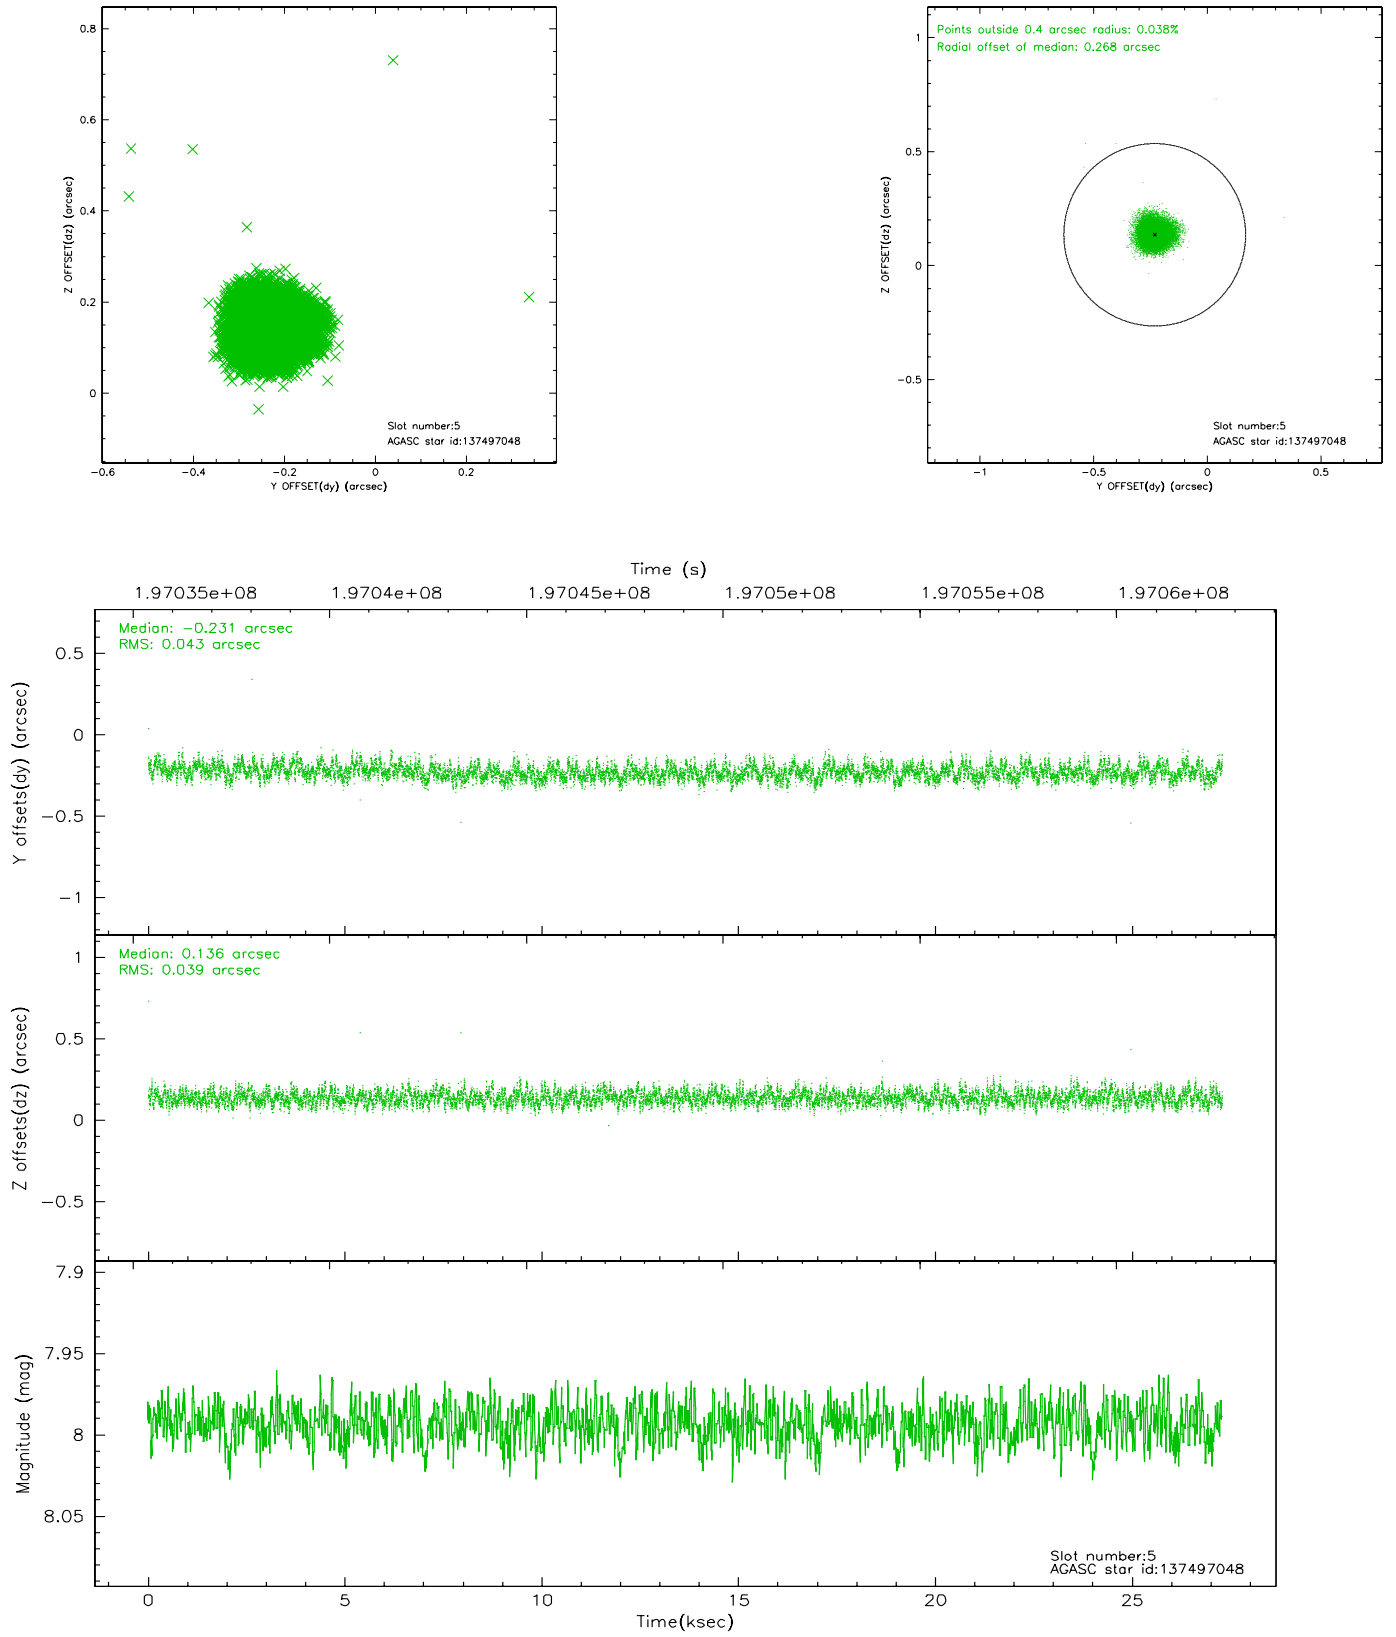 0.8
0.6
0.4
0.2
0
Z OFFSET(dz) (arcsec)
Slot number:5
AGASC star id:137497048
−0.6 −0.4 −0.2 0 0.2
Y OFFSET(dy) (arcsec)
Points outside 0.4 arcsec radius: 0.038%
Radial offset of median: 0.268 arcsec
1
0.5
0
−0.5
Z OFFSET(dz) (arcsec)
Slot number:5
AGASC star id:137497048
−1 −0.5 0 0.5
Y OFFSET(dy) (arcsec)
Time (s)
1.97035e+08 1.9704e+08 1.97045e+08 1.9705e+08 1.97055e+08 1.9706e+08
Median: −0.231 arcsec
RMS: 0.043 arcsec
0.5
0
−0.5
−1
Y offsets(dy) (arcsec)
Median: 0.136 arcsec
RMS: 0.039 arcsec
1
0.5
0
−0.5
Z offsets(dz) (arcsec)
7.9
7.95
8
8.05
Magnitude (mag)
Slot number:5
AGASC star id:137497048
0 5 10 15 20 25
Time(ksec)